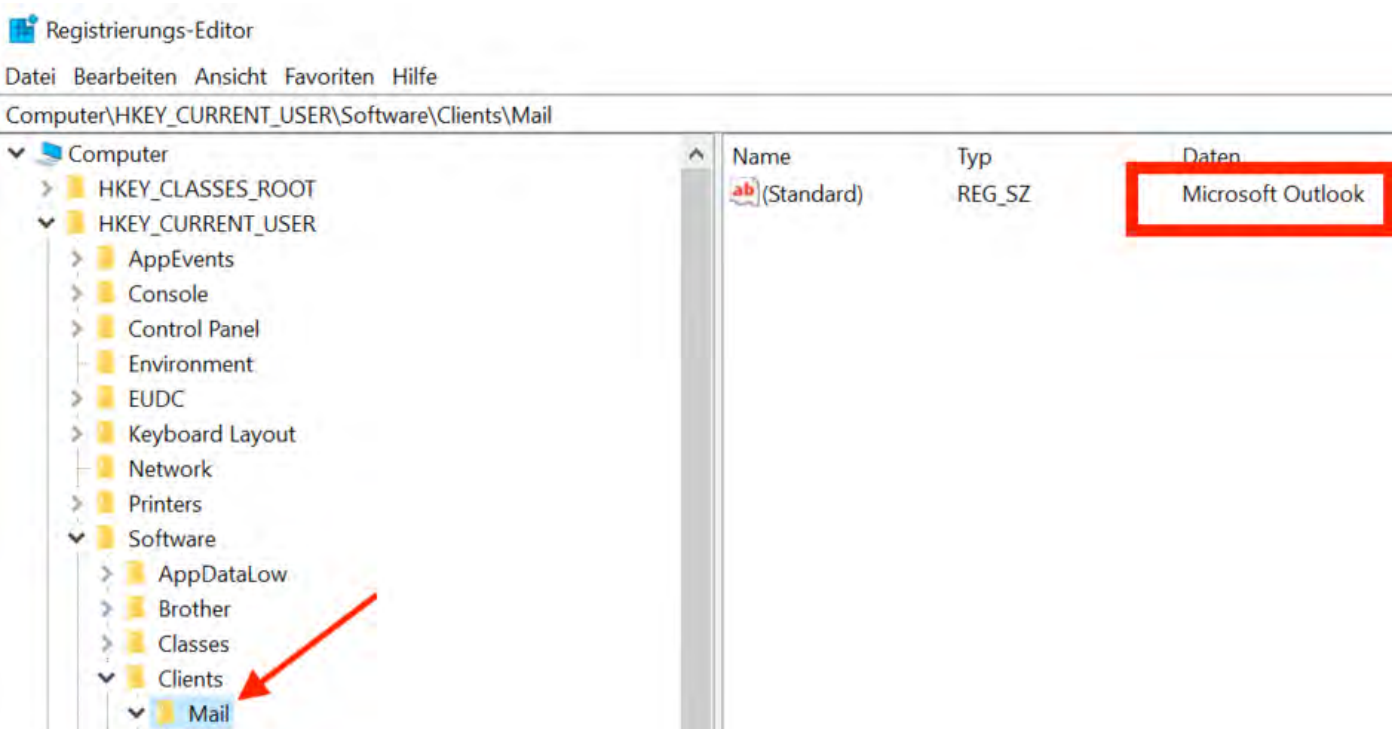 Registrierungs-Editor
Datei Bearbeiten Ansicht Favoriten Hilfe
Computer\HKEY_CURRENT_USER\Software\Clients\Mail
Computer
HKEY_CLASSES_ROOT
HKEY_CURRENT_USER
AppEvents
Console
Control Panel
Environment
EUDC
Keyboard Layout
Network
Printers
Software
AppDataLow
Brother
Classes
Clients
Mail
Name Typ Daten
ab (Standard) REG_SZ Microsoft Outlook